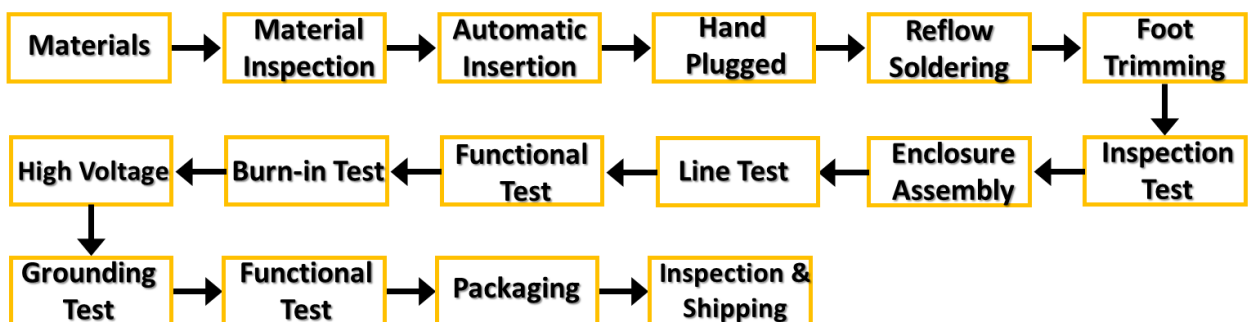 Materials
Material
Inspection
Automatic
Insertion
Hand
Plugged
Reflow
Soldering
Foot
Trimming
Inspection
Test
Enclosure
Assembly
Line Test
Functional
Test
Burn-in Test
High Voltage
Grounding
Test
Functional
Test
Packaging
Inspection &
Shipping